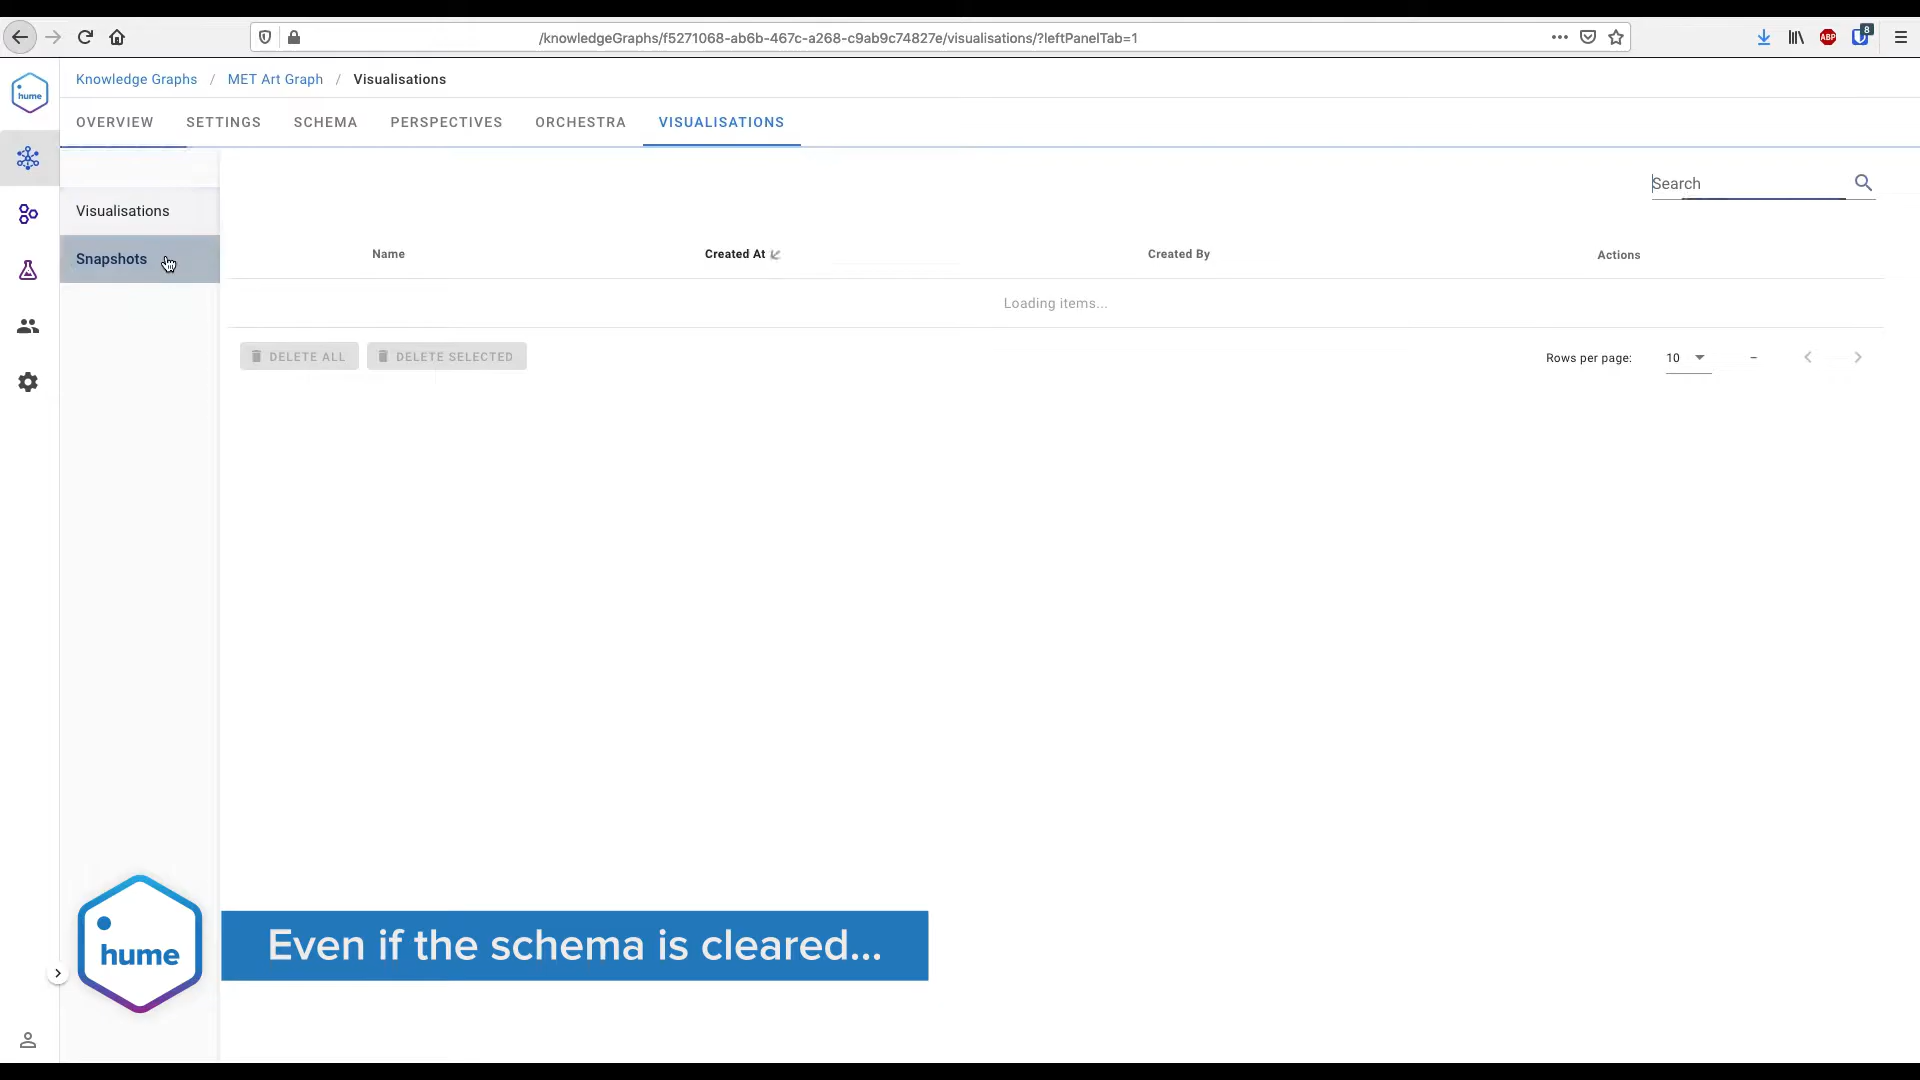 /knowledgeGraphs/f5271068-ab6b-467c-a268-c9ab9c74827e/visualisations/?leftPanelTab=1
ABP
8
hume
Knowledge Graphs / MET Art Graph / Visualisations
OVERVIEW SETTINGS SCHEMA PERSPECTIVES ORCHESTRA VISUALISATIONS
Search
Visualisations
Snapshots
Name Created At Created By Actions
Loading items...
DELETE ALL DELETE SELECTED
Rows per page: 10 –
hume
Even if the schema is cleared...